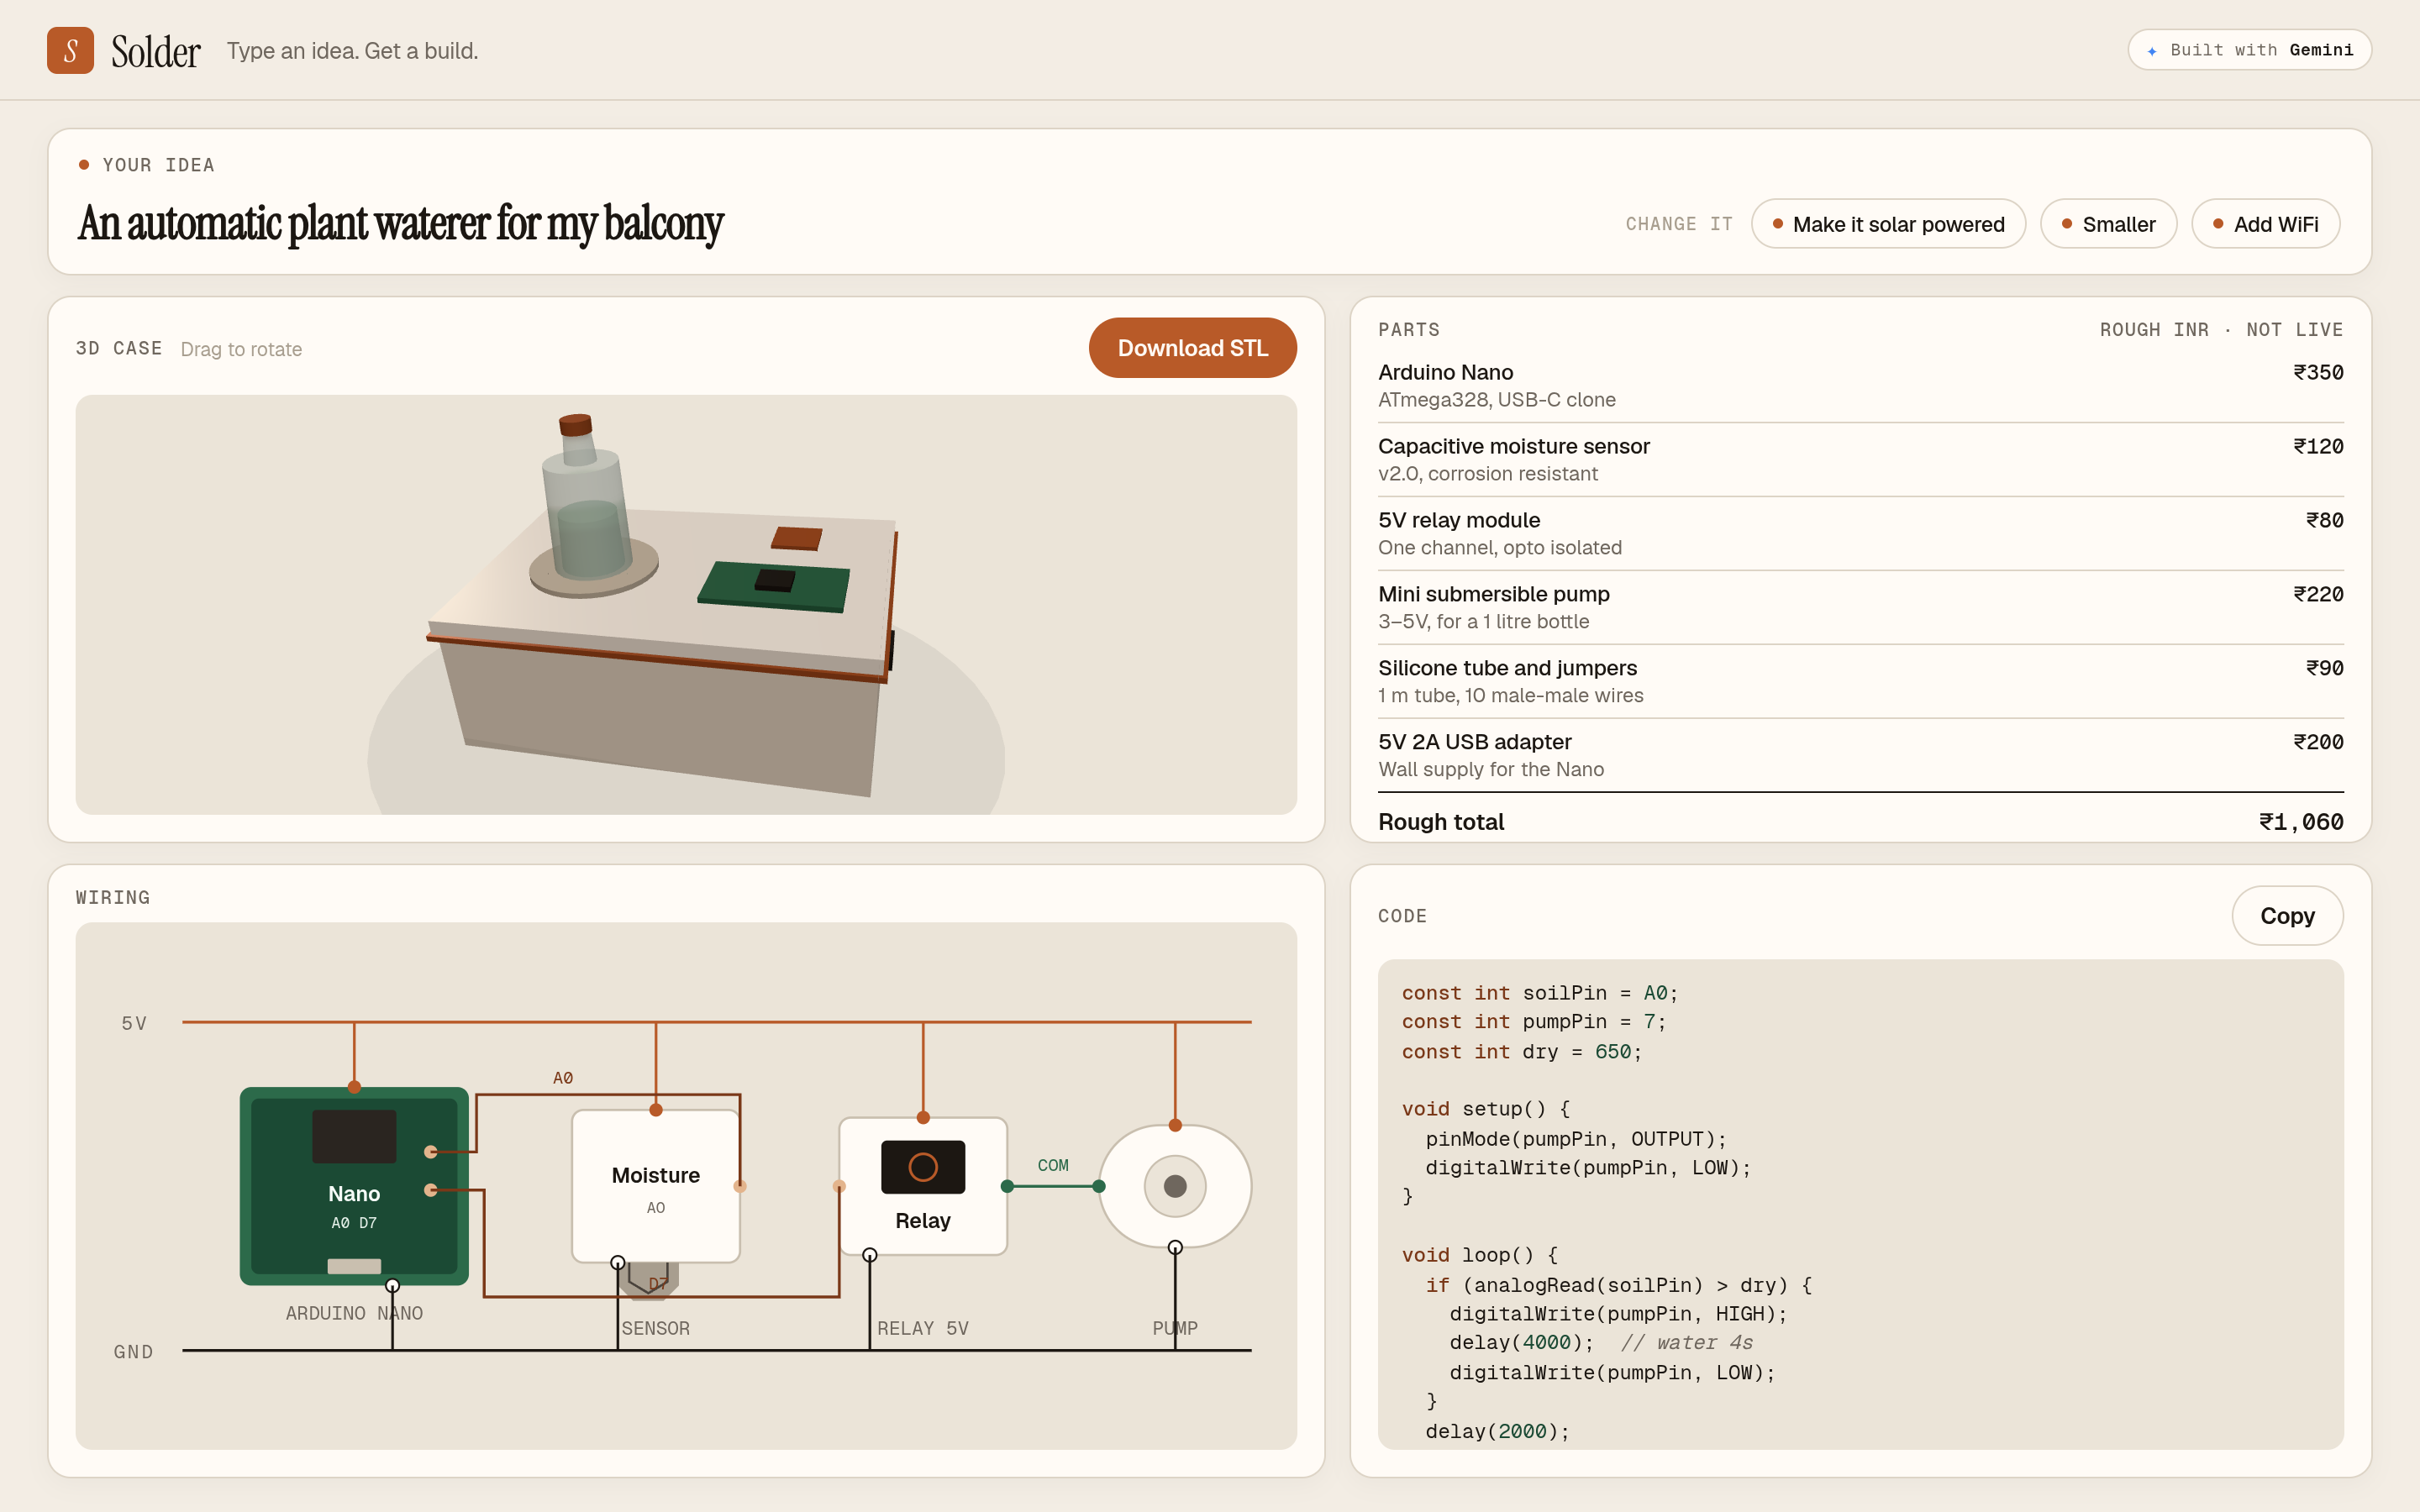 S Solder Type an idea. Get a build.
✦ Built with Gemini
YOUR IDEA
An automatic plant waterer for my balcony
CHANGE IT Make it solar powered Smaller Add WiFi
3D CASE Drag to rotate Download STL
PARTS ROUGH INR · NOT LIVE
Arduino Nano ₹350
ATmega328, USB-C clone
Capacitive moisture sensor ₹120
v2.0, corrosion resistant
5V relay module ₹80
One channel, opto isolated
Mini submersible pump ₹220
3–5V, for a 1 litre bottle
Silicone tube and jumpers ₹90
1 m tube, 10 male-male wires
5V 2A USB adapter ₹200
Wall supply for the Nano
Rough total ₹1,060
WIRING
5V
A0
Nano
A0 D7
ARDUINO NANO
Moisture
AO
D7
SENSOR
Relay
RELAY 5V
COM
PUMP
GND
CODE Copy
const int soilPin = A0;
const int pumpPin = 7;
const int dry = 650;
void setup() {
  pinMode(pumpPin, OUTPUT);
  digitalWrite(pumpPin, LOW);
}
void loop() {
  if (analogRead(soilPin) > dry) {
    digitalWrite(pumpPin, HIGH);
    delay(4000);  // water 4s
    digitalWrite(pumpPin, LOW);
  }
  delay(2000);